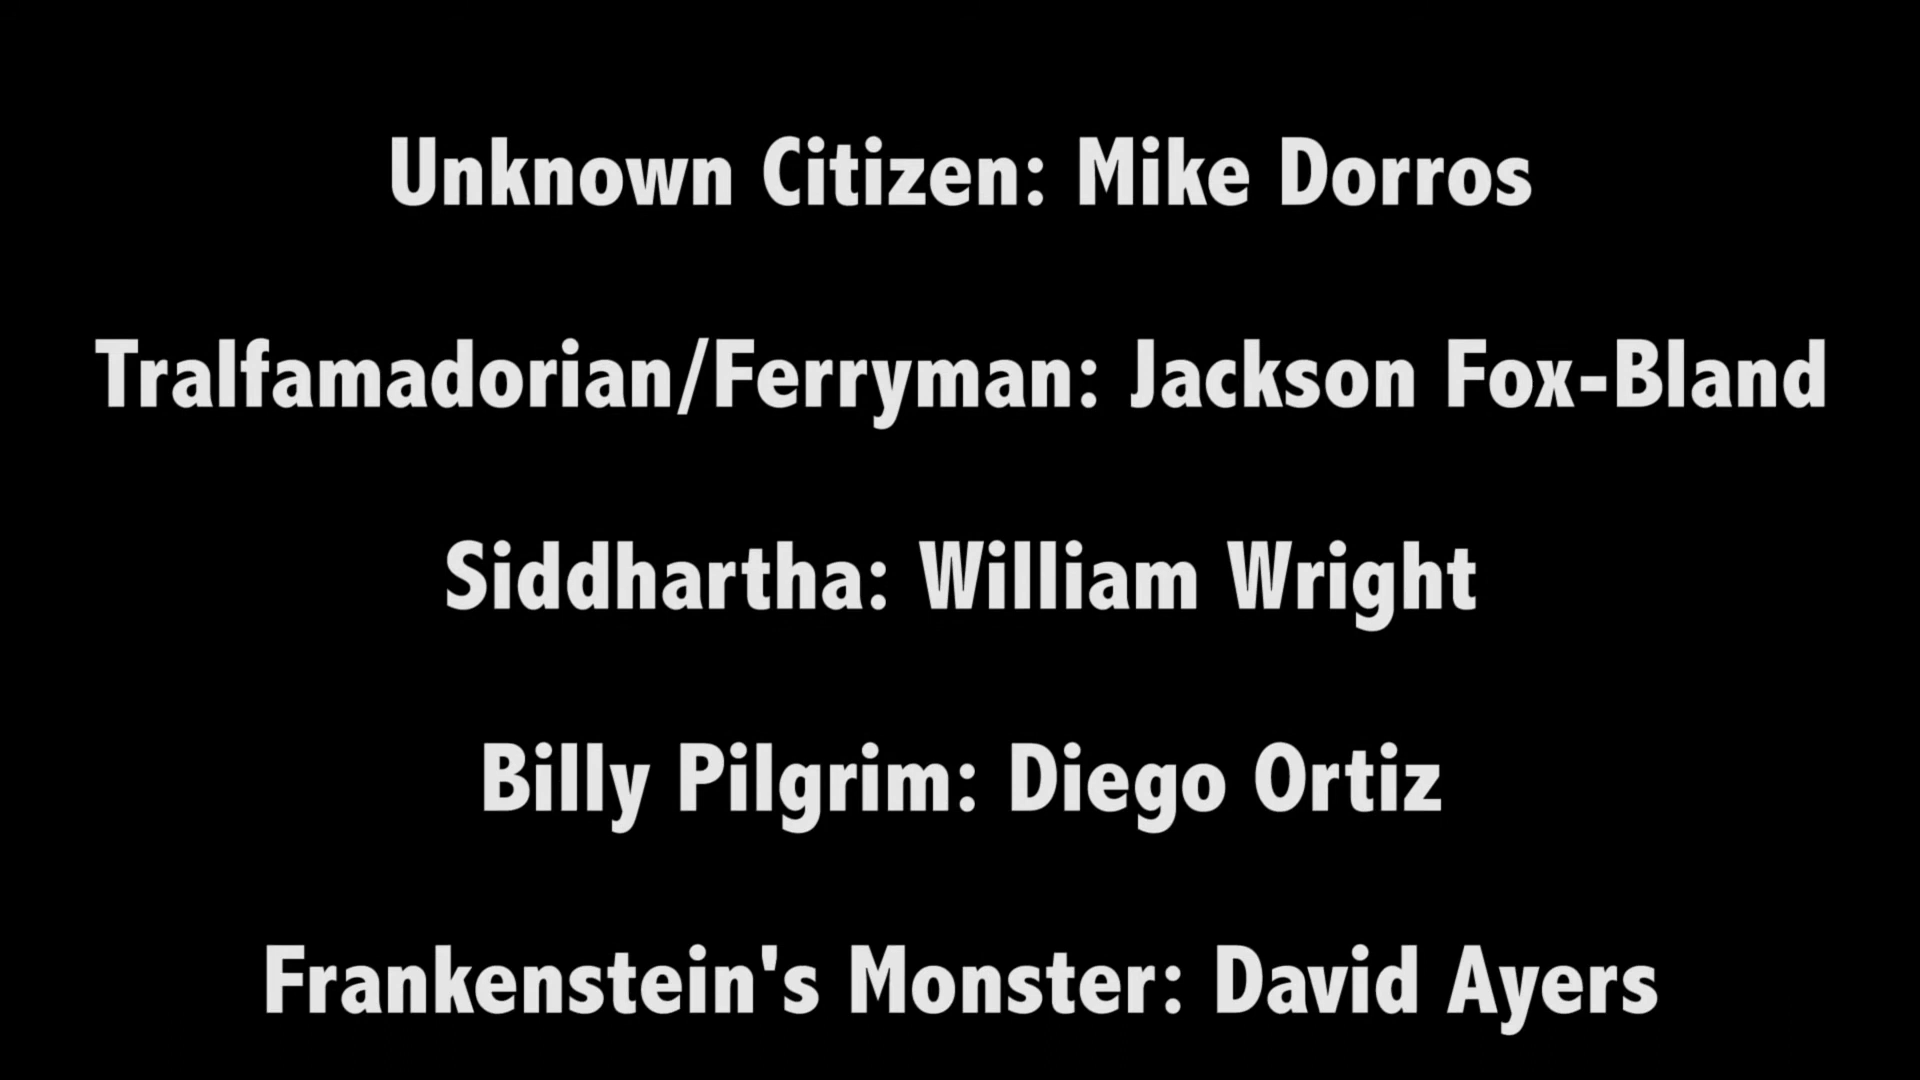 Unknown Citizen: Mike Dorros
Tralfamadorian/Ferryman: Jackson Fox-Bland
Siddhartha: William Wright
Billy Pilgrim: Diego Ortiz
Frankenstein's Monster: David Ayers